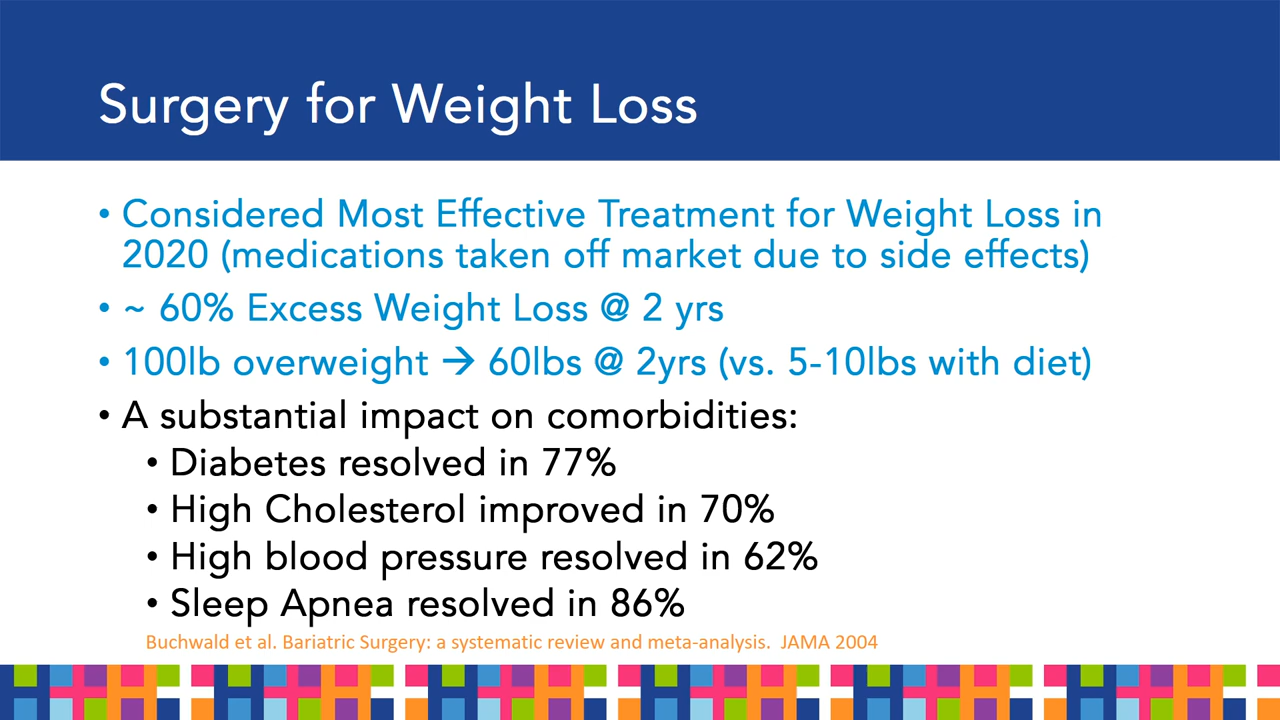 Surgery for Weight Loss
• Considered Most Effective Treatment for Weight Loss in
2020 (medications taken off market due to side effects)
• ~ 60% Excess Weight Loss @ 2 yrs
• 100lb overweight → 60lbs @ 2yrs (vs. 5-10lbs with diet)
• A substantial impact on comorbidities:
• Diabetes resolved in 77%
• High Cholesterol improved in 70%
• High blood pressure resolved in 62%
• Sleep Apnea resolved in 86%
Buchwald et al. Bariatric Surgery: a systematic review and meta-analysis. JAMA 2004